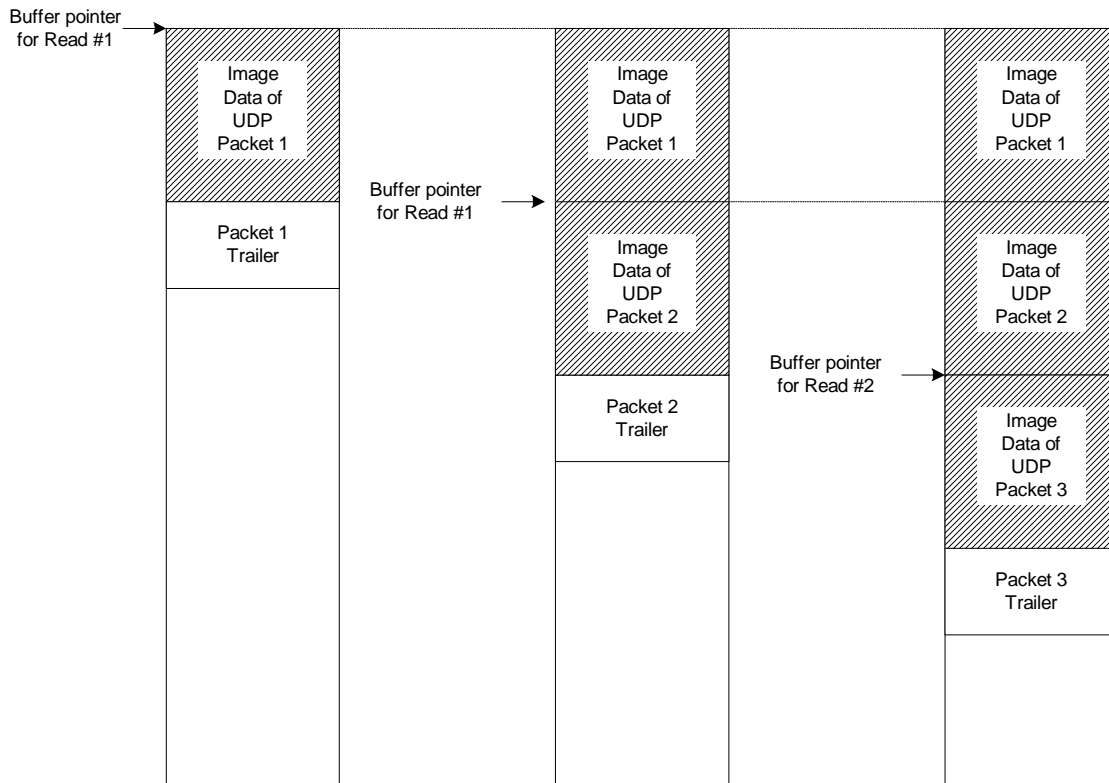 Buffer pointer
for Read #1
Image
Data of
UDP
Packet 1
Packet 1
Trailer
Buffer pointer
for Read #1
Image
Data of
UDP
Packet 1
Image
Data of
UDP
Packet 2
Packet 2
Trailer
Buffer pointer
for Read #2
Image
Data of
UDP
Packet 1
Image
Data of
UDP
Packet 2
Image
Data of
UDP
Packet 3
Packet 3
Trailer